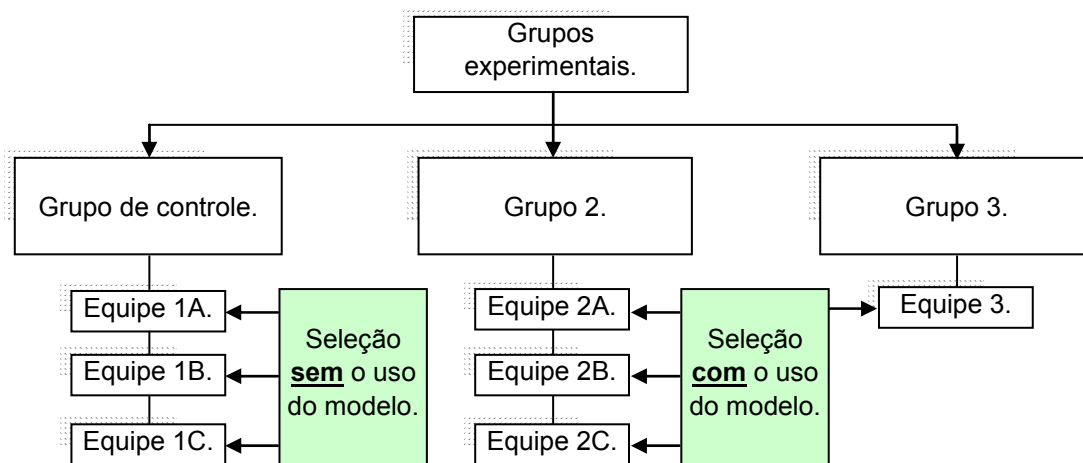 Grupos
experimentais.
Grupo de controle.
Grupo 2.
Grupo 3.
Equipe 1A.
Equipe 1B.
Equipe 1C.
Seleção
sem o uso
do modelo.
Equipe 2A.
Equipe 2B.
Equipe 2C.
Seleção
com o uso
do modelo.
Equipe 3.